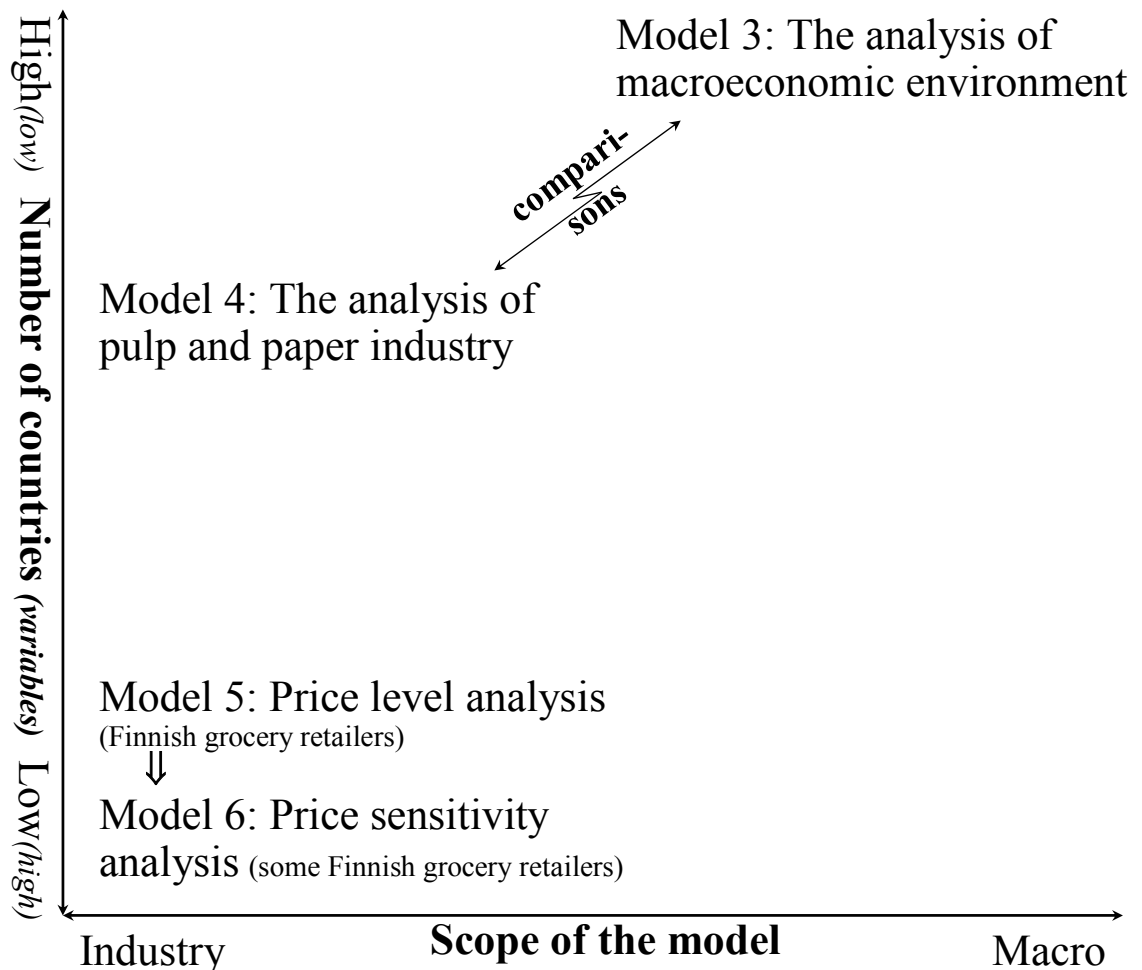 Model 3: The analysis of
macroeconomic environment
compari-
sons
Model 4: The analysis of
pulp and paper industry
Model 5: Price level analysis
(Finnish grocery retailers)
Model 6: Price sensitivity
analysis (some Finnish grocery retailers)
Low(high) Number of countries (variables) High(low)
Industry Scope of the model Macro